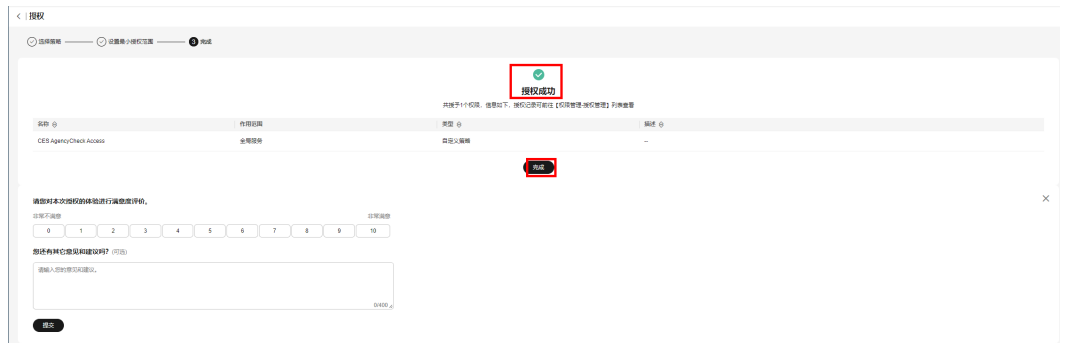 授权
选择策略 设置最小授权范围 3 完成
授权成功
共授予1个权限，信息如下，授权记录可前往【权限管理-授权管理】列表查看
名称 作用范围 类型 描述
CES AgencyCheck Access 全局服务 自定义策略 --
完成
请您对本次授权的体验进行满意度评价。
非常不满意 非常满意
0 1 2 3 4 5 6 7 8 9 10
您还有其它意见和建议吗？(可选)
请输入您的意见和建议。
0/400
提交